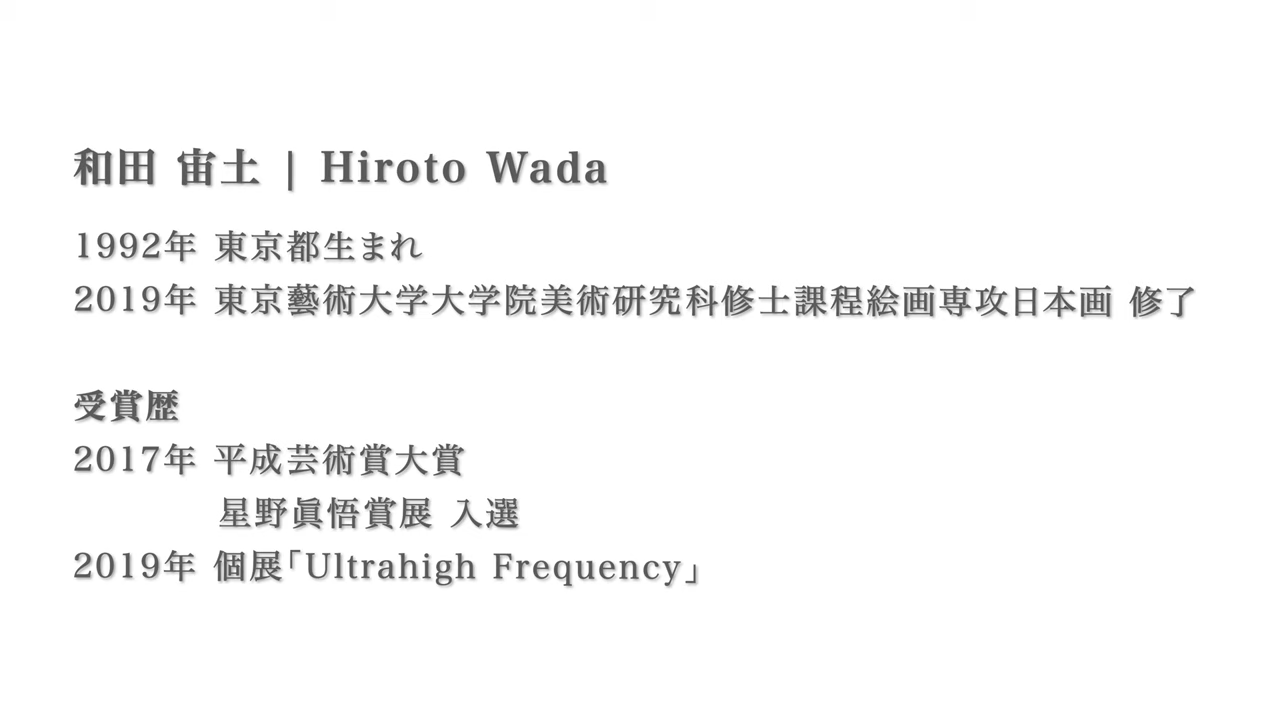 和田 宙土 | Hiroto Wada
1992年 東京都生まれ
2019年 東京藝術大学大学院美術研究科修士課程絵画専攻日本画 修了
受賞歴
2017年 平成芸術賞大賞
星野眞悟賞展 入選
2019年 個展「Ultrahigh Frequency」